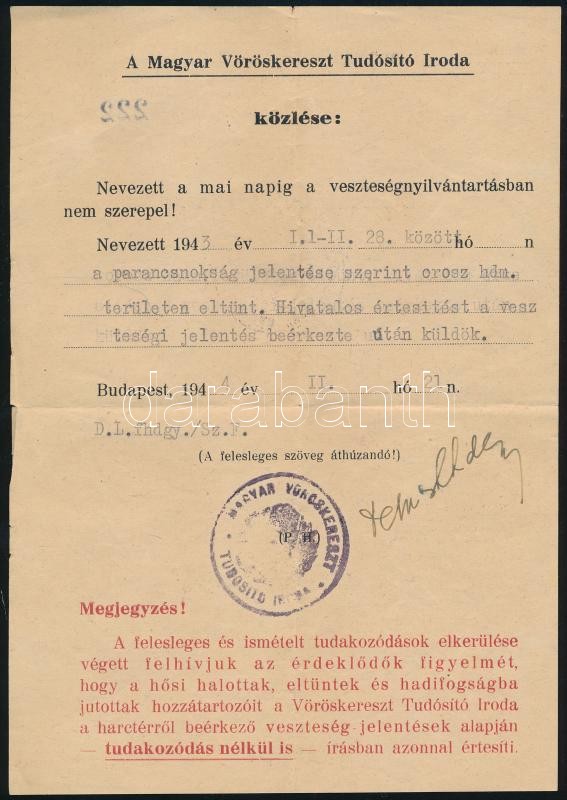 A Magyar Vöröskereszt Tudósító Iroda
222
közlése:
Nevezett a mai napig a veszteségnyilvántartásban
nem szerepel!
Nevezett 1943 év I.1-II. 28. között hó n
a parancsnokság jelentése szerint orosz hdm.
területen eltünt. Hivatalos értesitést a vesz
teségi jelentés beérkezte után küldök.
Budapest, 1944 év II. hó 21 n.
darabanth
D.L.fhdgy./Sz.F.
(A felesleges szöveg áthúzandó!)
MAGYAR VÖRÖSKERESZT
TUDÓSÍTÓ IRODA
(P. H.)
Megjegyzés!
A felesleges és ismételt tudakozódások elkerülése
végett felhívjuk az érdeklődők figyelmét,
hogy a hősi halottak, eltüntek és hadifogságba
jutottak hozzátartozóit a Vöröskereszt Tudósító Iroda
a harctérről beérkező veszteség-jelentések alapján
— tudakozódás nélkül is — írásban azonnal értesíti.